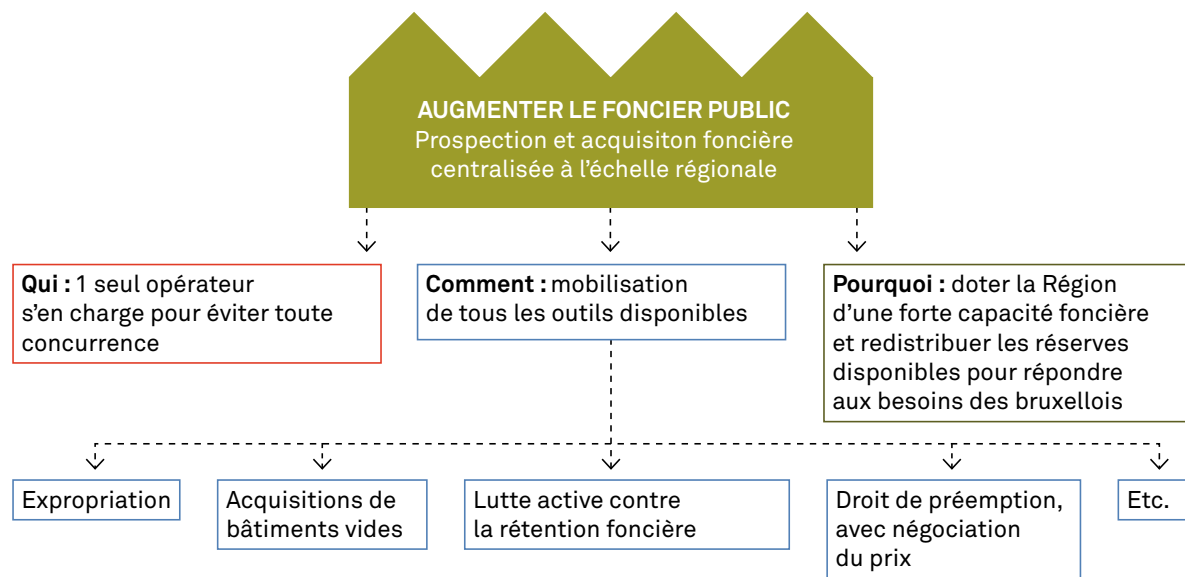 AUGMENTER LE FONCIER PUBLIC
Prospection et acquisiton foncière
centralisée à l'échelle régionale
Qui : 1 seul opérateur
s'en charge pour éviter toute
concurrence
Comment : mobilisation
de tous les outils disponibles
Pourquoi : doter la Région
d'une forte capacité foncière
et redistribuer les réserves
disponibles pour répondre
aux besoins des bruxellois
Expropriation
Acquisitions de
bâtiments vides
Lutte active contre
la rétention foncière
Droit de préemption,
avec négociation
du prix
Etc.